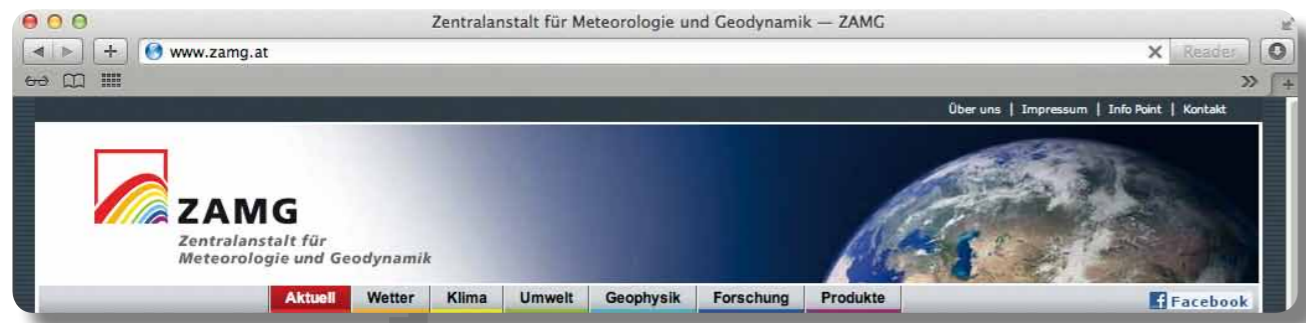 Zentralanstalt für Meteorologie und Geodynamik — ZAMG
www.zamg.at
Reader
Über uns | Impressum | Info Point | Kontakt
ZAMG
Zentralanstalt für
Meteorologie und Geodynamik
Aktuell Wetter Klima Umwelt Geophysik Forschung Produkte
Facebook